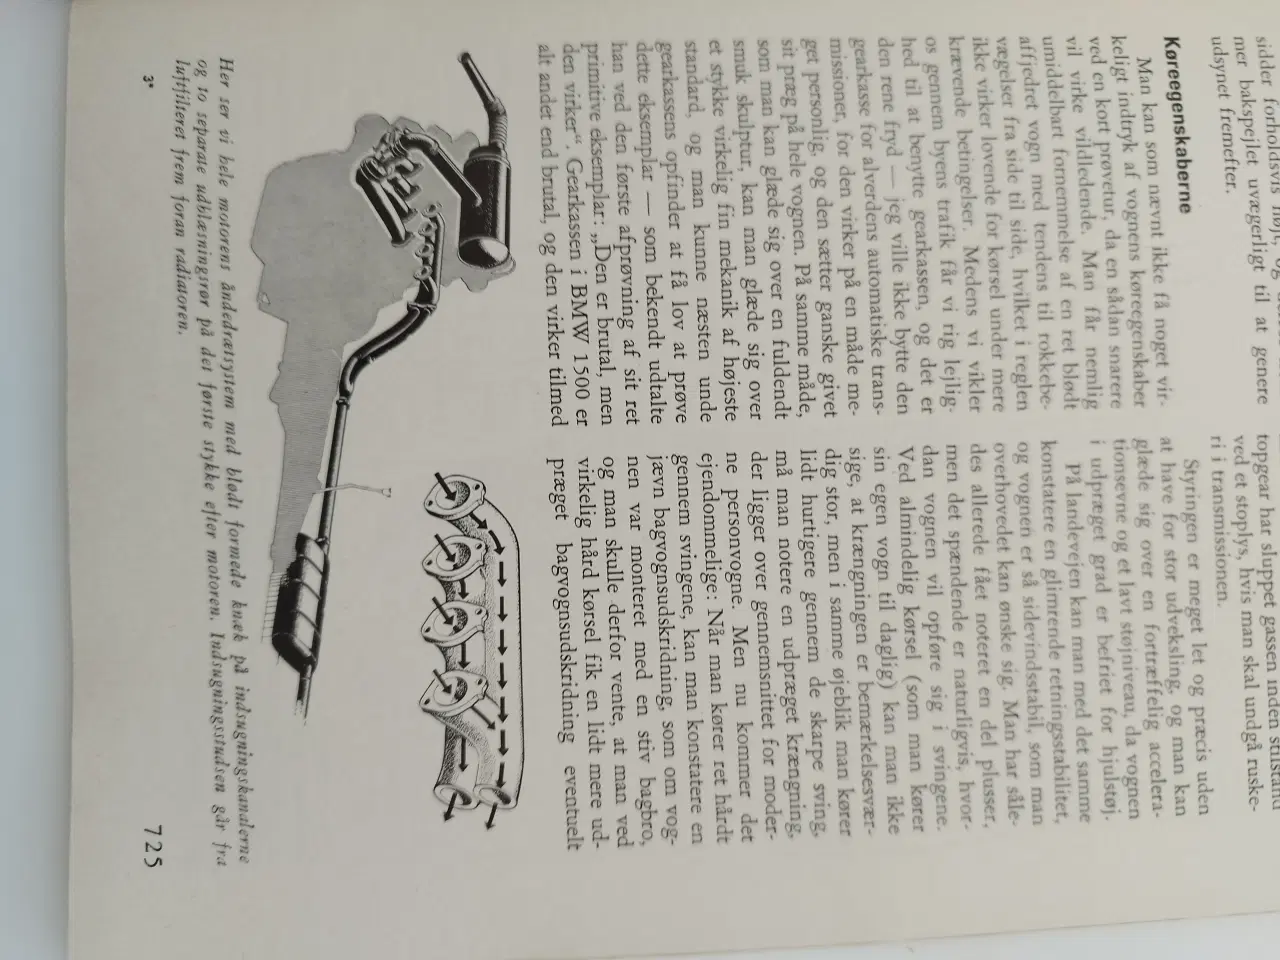 sidler forholdsvis
mer bakspejlet uvægerligt til at genere
udsynet fremefter.
Køreegenskaberne
Man kan som nævnt ikke få noget vir-
keligt indtryk af vognens køreegenskaber
ved en kort prøvetur, da en sådan snarere
vil virke vildledende. Man får nemlig
umiddelbart fornemmelse af en ret blødt
affjedret vogn med tendens til rokkebe-
vægelser fra side til side, hvilket i reglen
ikke virker lovende for kørsel under mere
krævende betingelser. Medens vi vikler
os gennem byens trafik får vi rig lejlig-
hed til at benytte gearkassen, og det er
den rene fryd — jeg ville ikke bytte den
gearkasse for alverdens automatiske trans-
missioner, for den virker på en måde me-
get personlig, og den sætter ganske givet
sit præg på hele vognen. På samme måde,
som man kan glæde sig over en fuldendt
smuk skulptur, kan man glæde sig over
et stykke virkelig fin mekanik af højeste
standard, og man kunne næsten unde
gearkassens opfinder at få lov at prøve
dette eksemplar — som bekendt udtalte
han ved den første afprøvning af sit ret
primitive eksemplar: „Den er brutal, men
den virker“. Gearkassen i BMW 1500 er
alt andet end brutal, og den virker tilmed
topgear har sluppet gassen inden stilstand
ved et stoplys, hvis man skal undgå ruske-
ri i transmissionen.
Styringen er meget let og præcis uden
at have for stor udveksling, og man kan
glæde sig over en fortræffelig accelera-
tionsevne og et lavt støjniveau, da vognen
i udpræget grad er befriet for hjulstøj.
På landevejen kan man med det samme
konstatere en glimrende retningsstabilitet,
og vognen er så sidevindsstabil, som man
overhovedet kan ønske sig. Man har såle-
des allerede fået noteret en del plusser,
men det spændende er naturligvis, hvor-
dan vognen vil opføre sig i svingene.
Ved almindelig kørsel (som man kører
sin egen vogn til daglig) kan man ikke
sige, at krængningen er bemærkelsesvær-
dig stor, men i samme øjeblik man kører
lidt hurtigere gennem de skarpe sving,
må man notere en udpræget krængning,
der ligger over gennemsnittet for moder-
ne personvogne. Men nu kommer det
ejendommelige: Når man kører ret hårdt
gennem svingene, kan man konstatere en
jævn bagvognsudskridning, som om vog-
nen var monteret med en stiv bagbro,
og man skulle derfor vente, at man ved
virkelig hård kørsel fik en lidt mere ud-
præget bagvognsudskridning eventuelt
Her ser vi hele motorens åndedrætsystem med blødt formede knæk på indsugningskanalerne
og to separate udblæsningsrør på det første stykke efter motoren. Indsugningsstudsen går fra
luftfilteret frem foran radiatoren.
3*
725